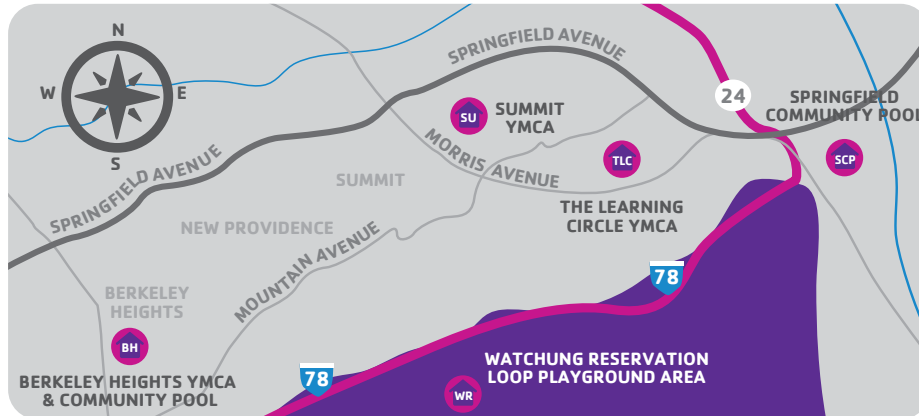 N
W
E
S
SPRINGFIELD AVENUE
24
SPRINGFIELD
COMMUNITY POOL
SU
SUMMIT
YMCA
TLC
SCP
MORRIS AVENUE
SPRINGFIELD AVENUE
SUMMIT
THE LEARNING
CIRCLE YMCA
NEW PROVIDENCE
MOUNTAIN AVENUE
78
BERKELEY
HEIGHTS
BH
BERKELEY HEIGHTS YMCA
& COMMUNITY POOL
78
WATCHUNG RESERVATION
LOOP PLAYGROUND AREA
WR